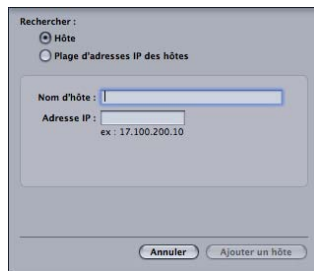 Rechercher :
Hôte
Plage d'adresses IP des hôtes
Nom d'hôte :
Adresse IP :
ex : 17.100.200.10
Annuler
Ajouter un hôte